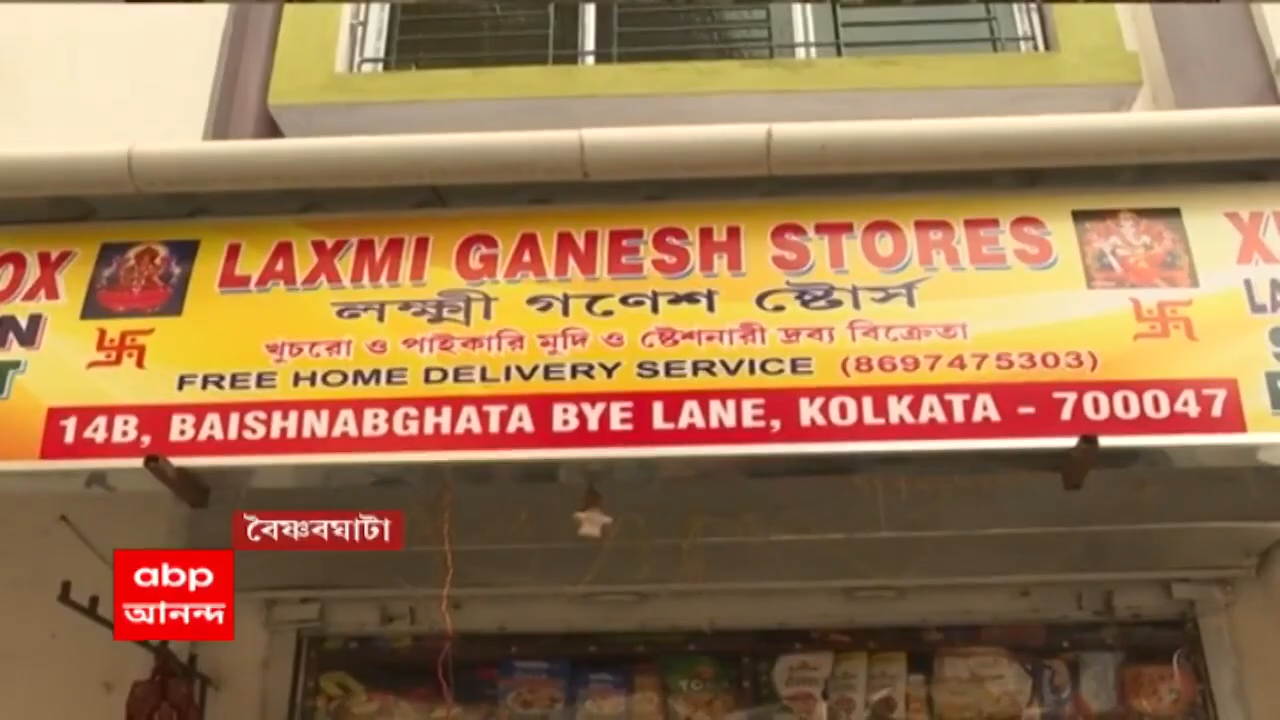 LAXMI GANESH STORES
লক্ষ্মী গণেশ ষ্টোর্স
খুচরো ও পাইকারি মুদি ও ষ্টেশনারী দ্রব্য বিক্রেতা
FREE HOME DELIVERY SERVICE (8697475303)
14B, BAISHNABGHATA BYE LANE, KOLKATA - 700047
বৈষ্ণবঘাটা
abp
আনন্দ